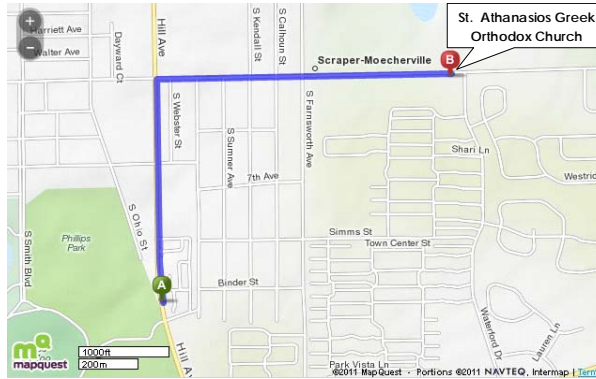 St. Athanasios Greek
Orthodox Church
Harriett Ave
Walter Ave
Dayward Ct
Hill Ave
S Kendall St
S Calhoun St
Scraper-Moecherville
B
S Webster St
S Sumner Ave
S Farnsworth Ave
7th Ave
Shari Ln
S Ohio St
S Smith Blvd
Phillips
Park
Simms St
Town Center St
A
Binder St
Waterford Dr
Lauren Ln
Hill A
Park Vista Ln
mapquest
1000ft
200m
©2011 MapQuest - Portions ©2011 NAVTEQ, Intermap | Term